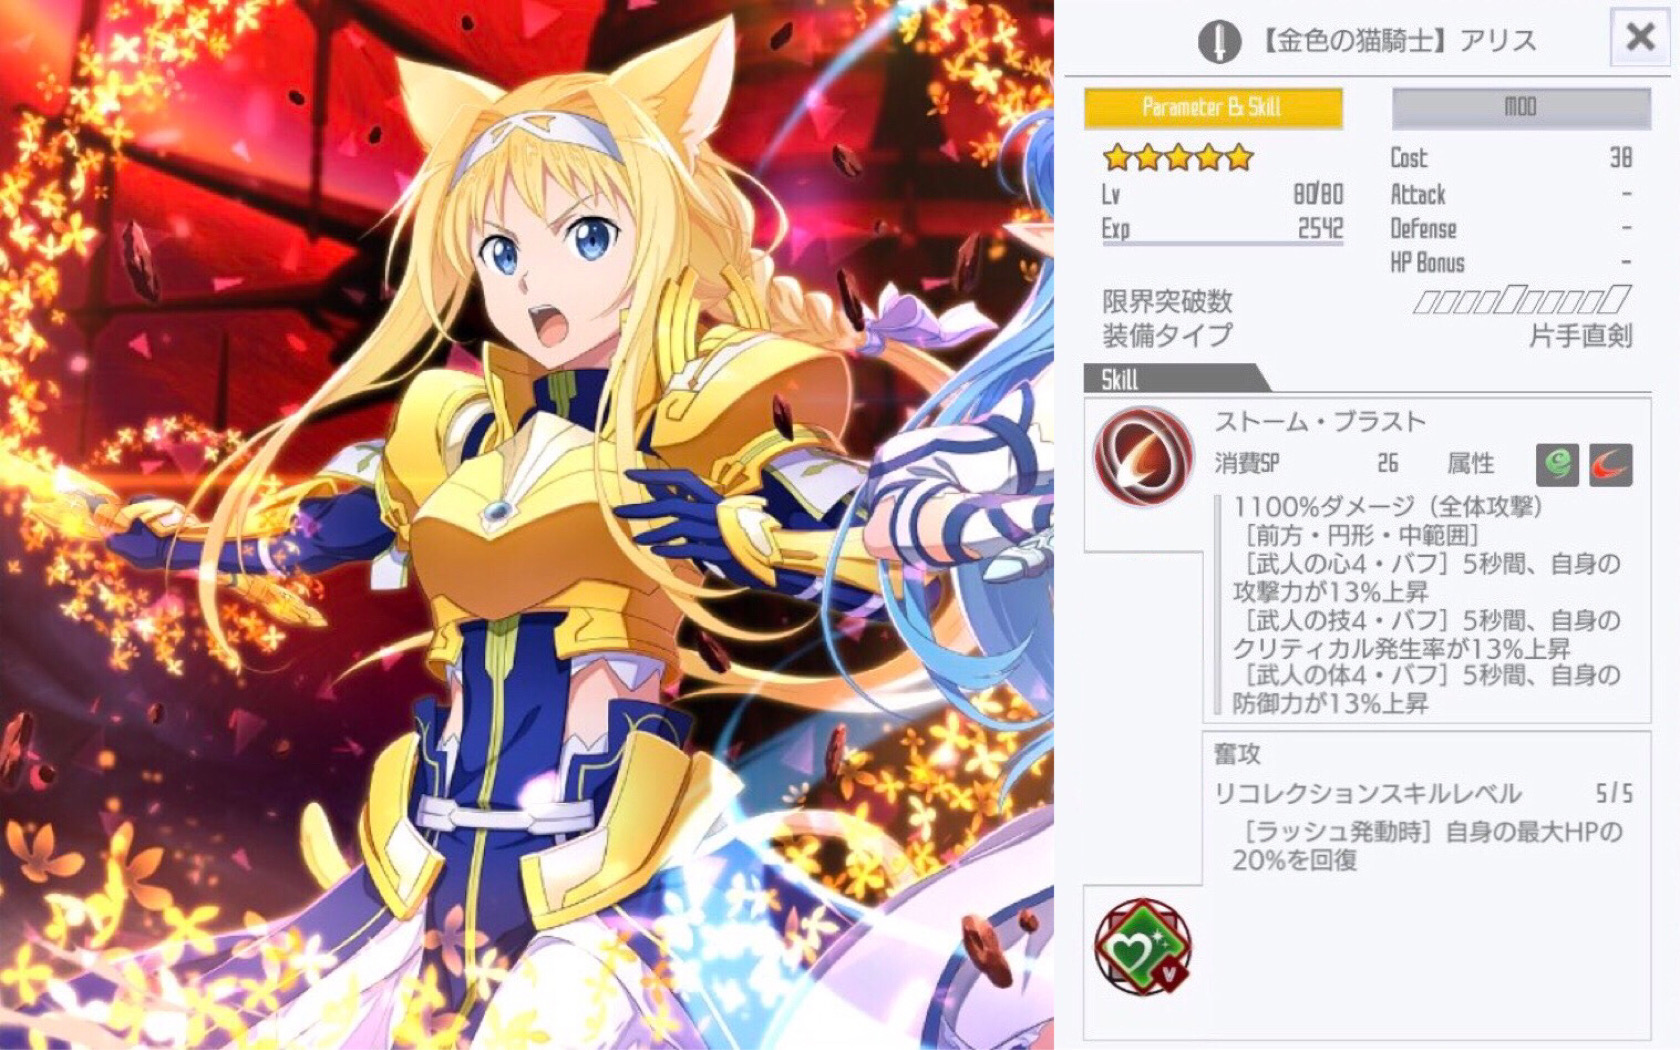 【金色の猫騎士】アリス
Parameter & Skill
MOD
Lv 80/80
Exp 2542
Cost 38
Attack -
Defense -
HP Bonus -
限界突破数
装備タイプ 片手直剣
Skill
ストーム・ブラスト
消費SP 26 属性
1100%ダメージ（全体攻撃）
［前方・円形・中範囲］
［武人の心4・バフ］5秒間、自身の
攻撃力が13%上昇
［武人の技4・バフ］5秒間、自身の
クリティカル発生率が13%上昇
［武人の体4・バフ］5秒間、自身の
防御力が13%上昇
奮攻
リコレクションスキルレベル 5/5
［ラッシュ発動時］自身の最大HPの
20%を回復
V